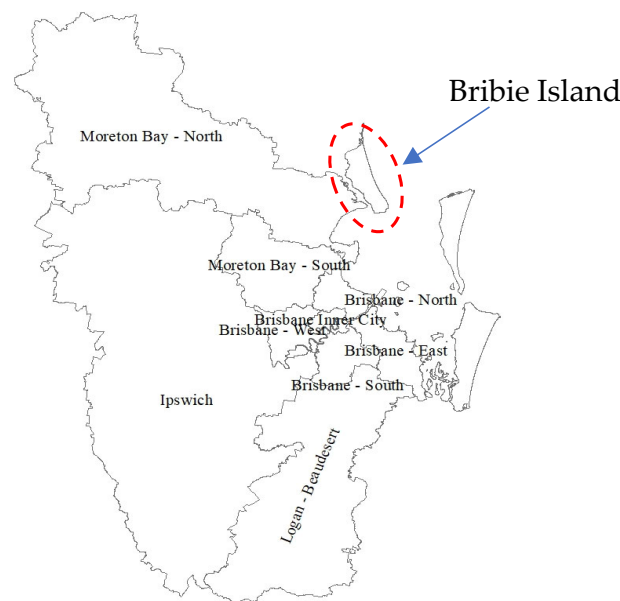 Bribie Island
Moreton Bay - North
Moreton Bay - South
Brisbane - North
Brisbane Inner City
Brisbane - West
Brisbane - East
Brisbane - South
Ipswich
Logan - Beaudesert